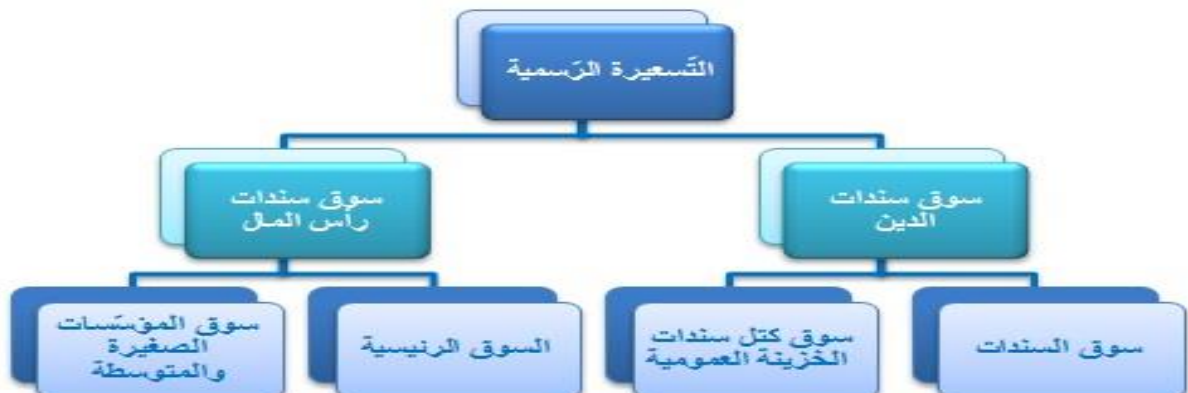 التَسعيرة الرَسمية
سوق سندات
الدين
سوق سندات
رأس المال
سوق السندات
سوق كتل سندات
الخزينة العمومية
السوق الرئيسية
سوق المؤسَسات
الصغيرة
والمتوسطة